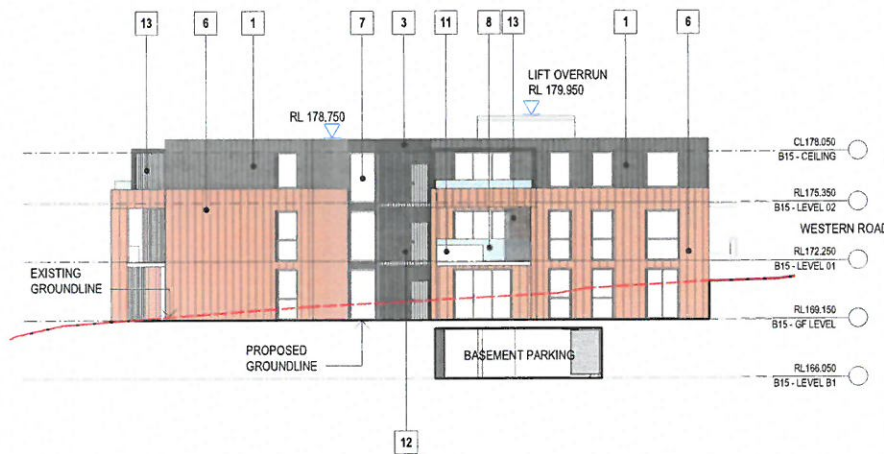 13 6 1 7 3 11 8 13 1 6
LIFT OVERRUN
RL 179.950
RL 178.750
CL178.050
B15 - CEILING
RL175.350
B15 - LEVEL 02
WESTERN ROAD
RL172.250
B15 - LEVEL 01
EXISTING
GROUNDLINE
RL169.150
B15 - GF LEVEL
PROPOSED
GROUNDLINE
BASEMENT PARKING
RL166.050
B15 - LEVEL B1
12